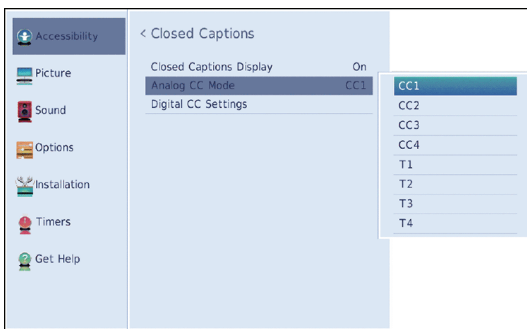 Accessibility
Picture
Sound
Options
Installation
Timers
Get Help
< Closed Captions
Closed Captions Display On
Analog CC Mode CC1
Digital CC Settings
CC1
CC2
CC3
CC4
T1
T2
T3
T4